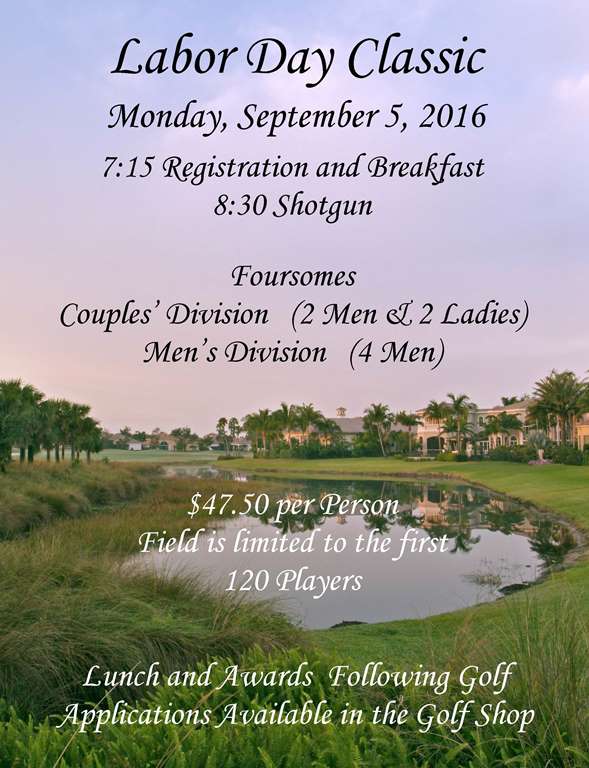 Labor Day Classic
Monday, September 5, 2016
7:15 Registration and Breakfast
8:30 Shotgun
Foursomes
Couples' Division (2 Men & 2 Ladies)
Men's Division (4 Men)
$47.50 per Person
Field is limited to the first
120 Players
Lunch and Awards Following Golf
Applications Available in the Golf Shop